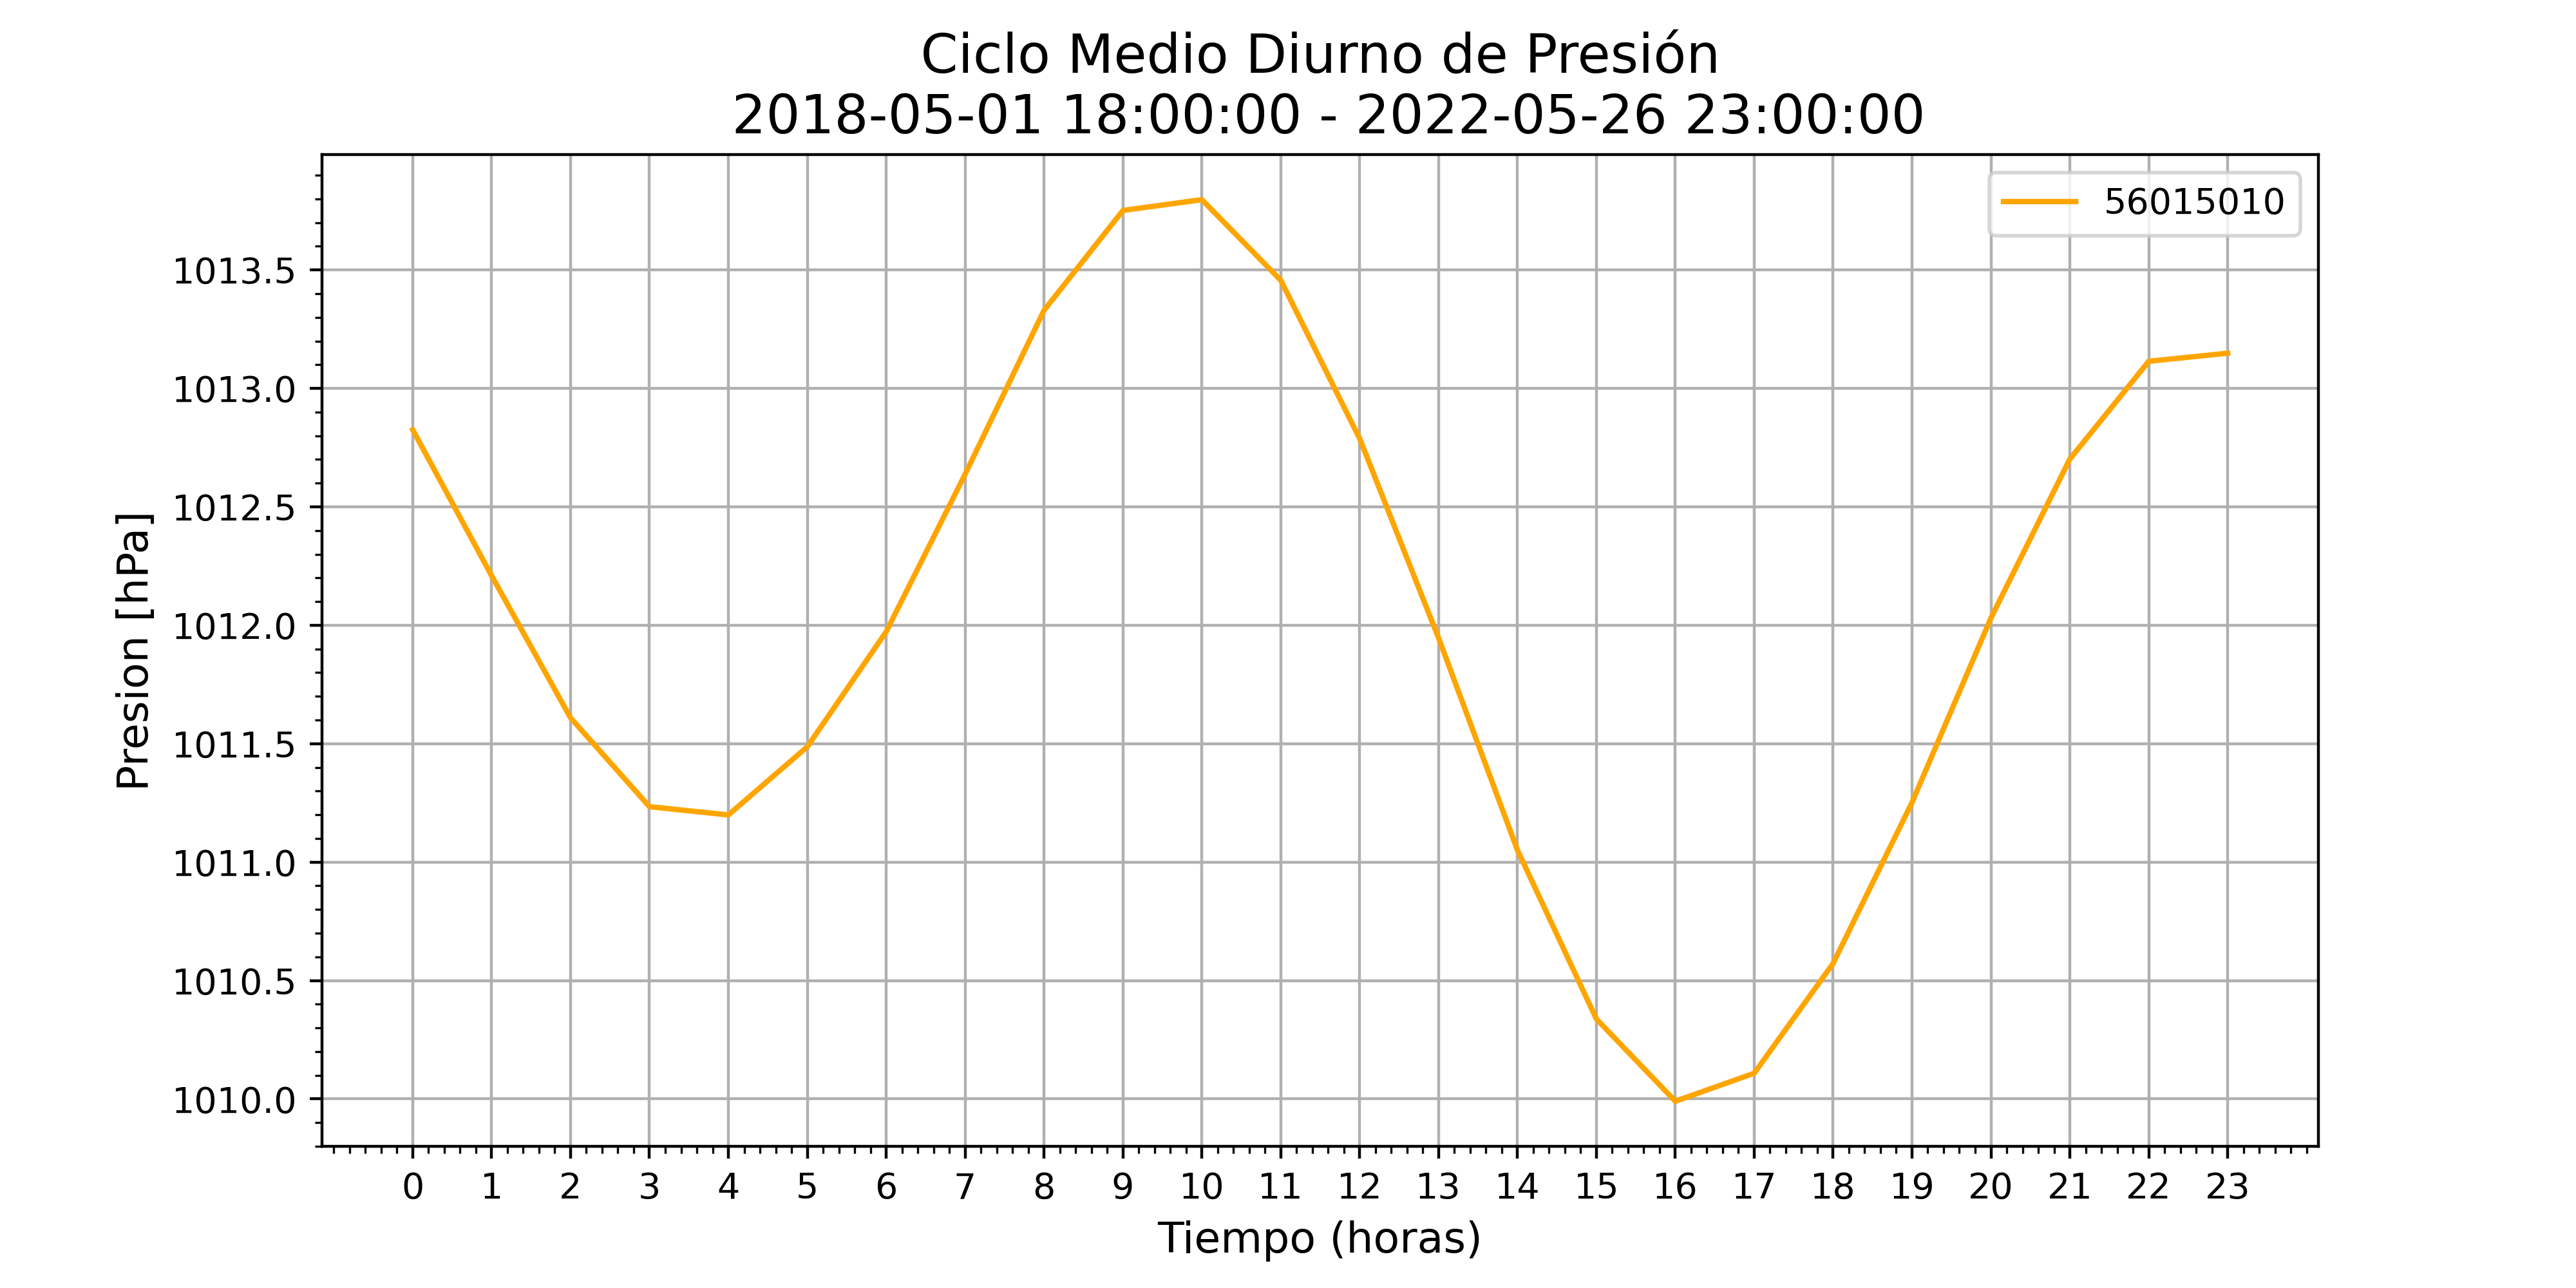 Ciclo Medio Diurno de Presión
2018-05-01 18:00:00 - 2022-05-26 23:00:00
56015010
Presion [hPa]
1013.5
1013.0
1012.5
1012.0
1011.5
1011.0
1010.5
1010.0
0 1 2 3 4 5 6 7 8 9 10 11 12 13 14 15 16 17 18 19 20 21 22 23
Tiempo (horas)